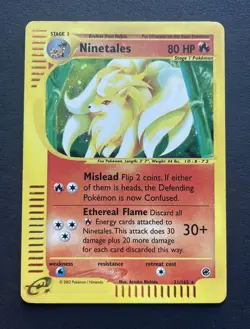 STAGE 1
Evolves from Vulpix
Ninetales
80 HP
Stage 1 Pokémon
Fox Pokémon. Length: 3' 7", Weight: 44 lbs.
Mislead Flip 2 coins. If either
of them is heads, the Defending
Pokémon is now Confused.
Ethereal Flame Discard all
Energy cards attached to
Ninetales. This attack does 30
damage plus 20 more damage
for each card discarded this way.
30+
weakness
resistance
retreat cost
e
© 2002 Pokémon / Nintendo.